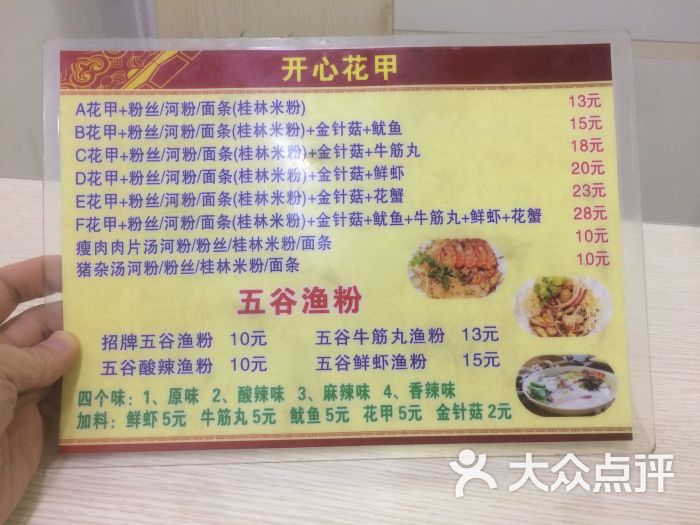 开心花甲
A花甲+粉丝/河粉/面条(桂林米粉) 13元
B花甲+粉丝/河粉/面条(桂林米粉)+金针菇+鱿鱼 15元
C花甲+粉丝/河粉/面条(桂林米粉)+金针菇+牛筋丸 18元
D花甲+粉丝/河粉/面条(桂林米粉)+金针菇+鲜虾 20元
E花甲+粉丝/河粉/面条(桂林米粉)+金针菇+花蟹 23元
F花甲+粉丝/河粉/面条(桂林米粉)+金针菇+鱿鱼+牛筋丸+鲜虾+花蟹 28元
瘦肉肉片汤河粉/粉丝/桂林米粉/面条 10元
猪杂汤河粉/粉丝/桂林米粉/面条 10元
五谷渔粉
招牌五谷渔粉 10元 五谷牛筋丸渔粉 13元
五谷酸辣渔粉 10元 五谷鲜虾渔粉 15元
四个味：1、原味 2、酸辣味 3、麻辣味 4、香辣味
加料：鲜虾5元 牛筋丸5元 鱿鱼5元 花甲5元 金针菇2元
大众点评